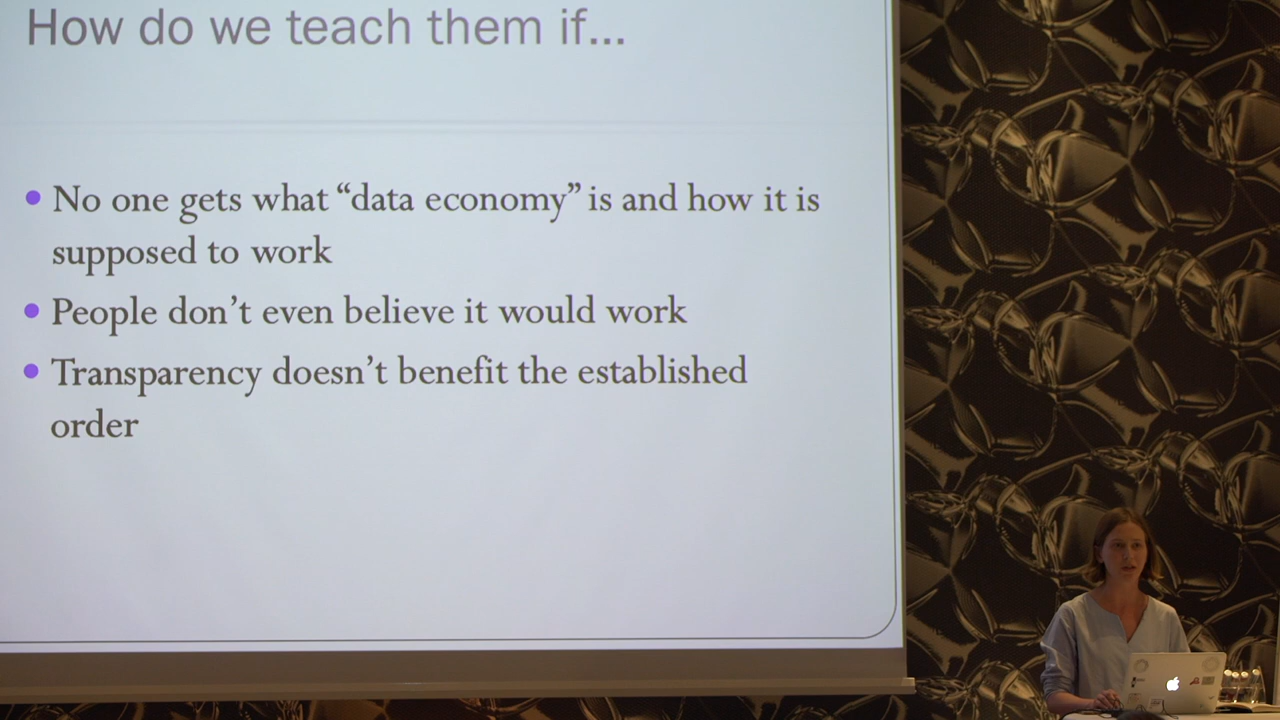 How do we teach them if...
No one gets what “data economy” is and how it is
supposed to work
People don’t even believe it would work
Transparency doesn’t benefit the established
order